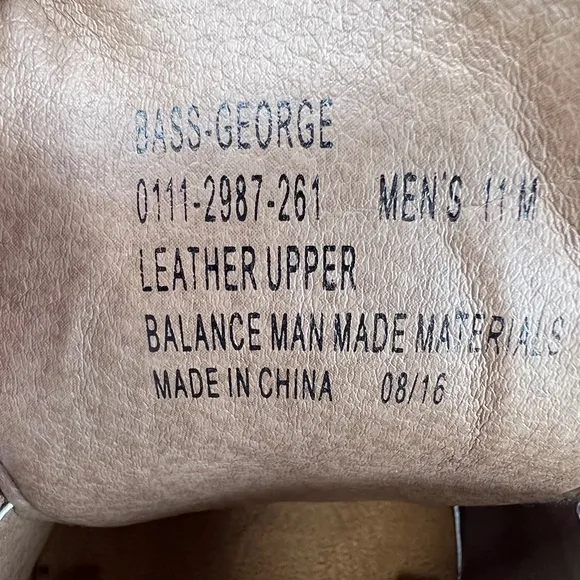 BASS-GEORGE
0111-2987-261 MEN'S 11 M
LEATHER UPPER
BALANCE MAN MADE MATERIALS
MADE IN CHINA 08/16